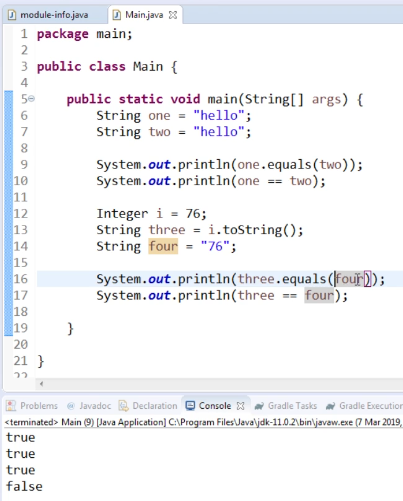 module-info.java Main.java
1 package main;
2
3 public class Main {
4
5 public static void main(String[] args) {
6 String one = "hello";
7 String two = "hello";
8
9 System.out.println(one.equals(two));
10 System.out.println(one == two);
11
12 Integer i = 76;
13 String three = i.toString();
14 String four = "76";
15
16 System.out.println(three.equals(four));
17 System.out.println(three == four);
18
19 }
20
21 }
22
Problems Javadoc Declaration Console Gradle Tasks Gradle Execution
<terminated> Main (9) [Java Application] C:\Program Files\Java\jdk-11.0.2\bin\javaw.exe (7 Mar 2019,
true
true
true
false